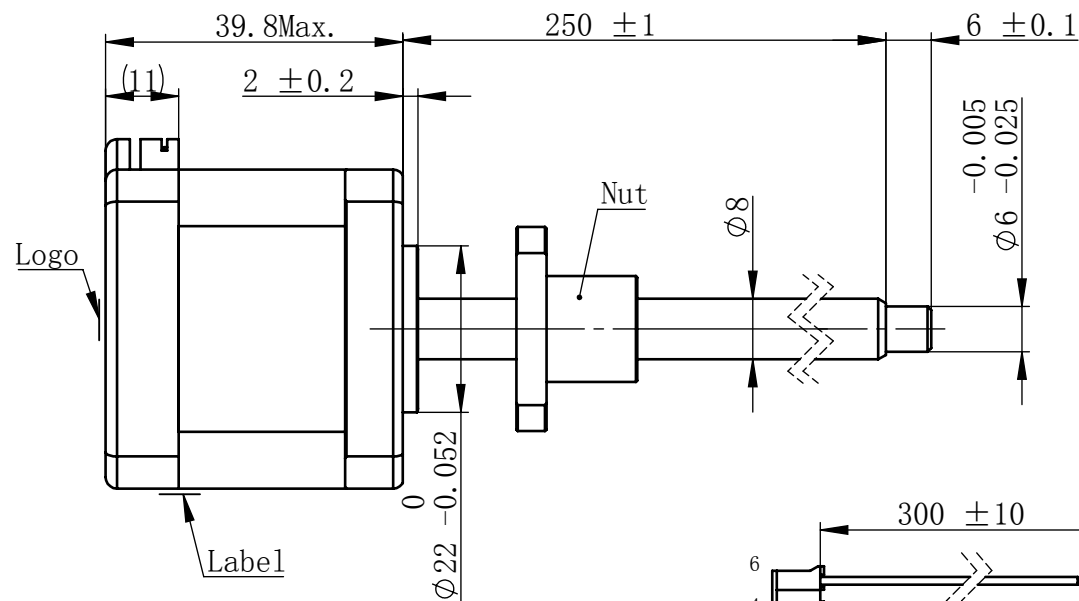 39.8Max.
250 ±1
6 ±0.1
(11)
2 ±0.2
-0.005
ϕ6 -0.025
Nut
ϕ8
Logo
0
ϕ22 -0.052
Label
300 ±10
6